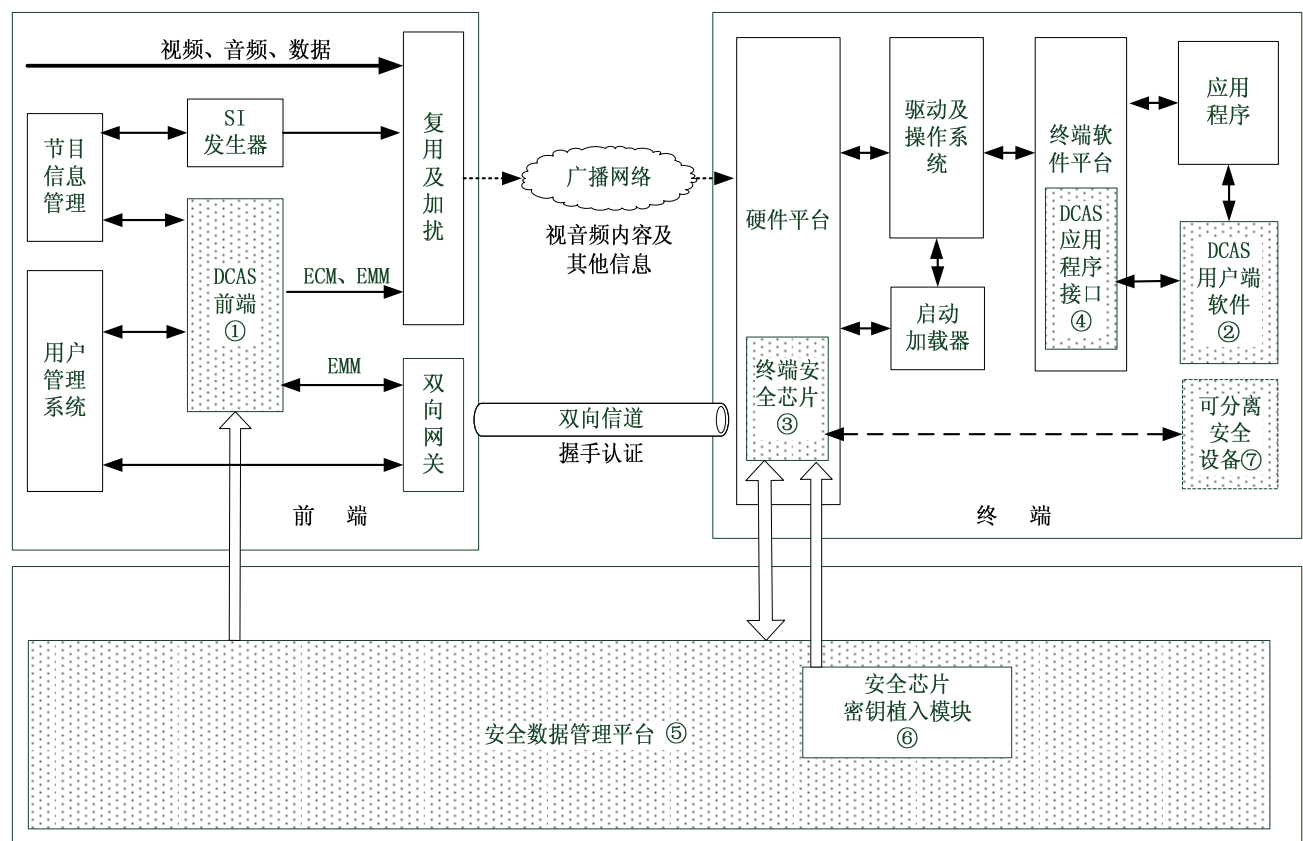 视频、音频、数据
SI
发生器
节目
信息
管理
复
用
及
加
扰
DCAS
前端
①
ECM、EMM
用户
管理
系统
EMM
双
向
网
关
前 端
广播网络
视音频内容及
其他信息
双向信道
握手认证
硬件平台
终端安
全芯片
③
驱动及
操作系
统
启动
加载器
终端软
件平台
DCAS
应用
程序
接口
④
应用
程序
DCAS
用户端
软件
②
可分离
安全
设备⑦
终 端
安全数据管理平台 ⑤
安全芯片
密钥植入模块
⑥